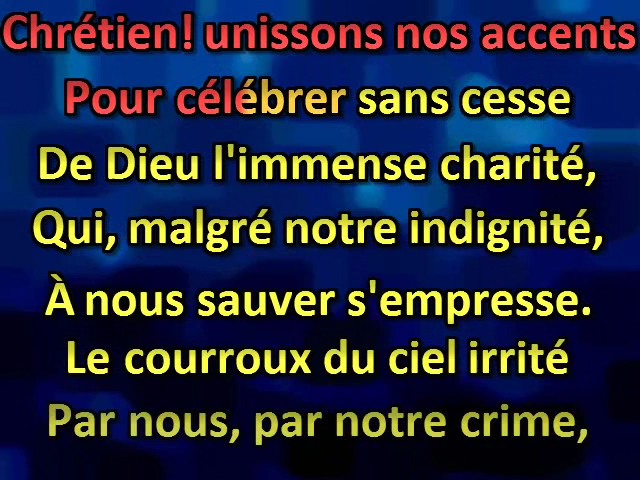 Chrétien! unissons nos accents
Pour célébrer sans cesse
De Dieu l'immense charité,
Qui, malgré notre indignité,
À nous sauver s'empresse.
Le courroux du ciel irrité
Par nous, par notre crime,